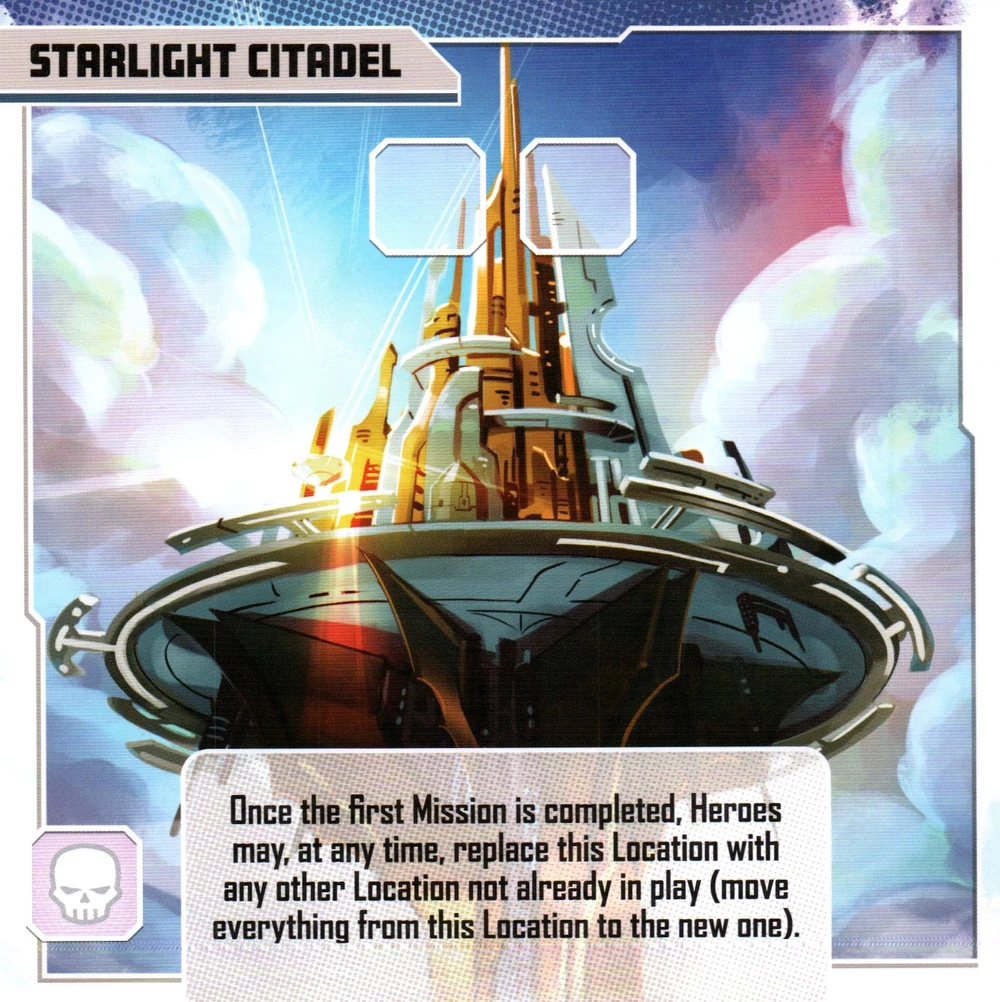 STARLIGHT CITADEL
Once the first Mission is completed, Heroes
may, at any time, replace this Location with
any other Location not already in play (move
everything from this Location to the new one).